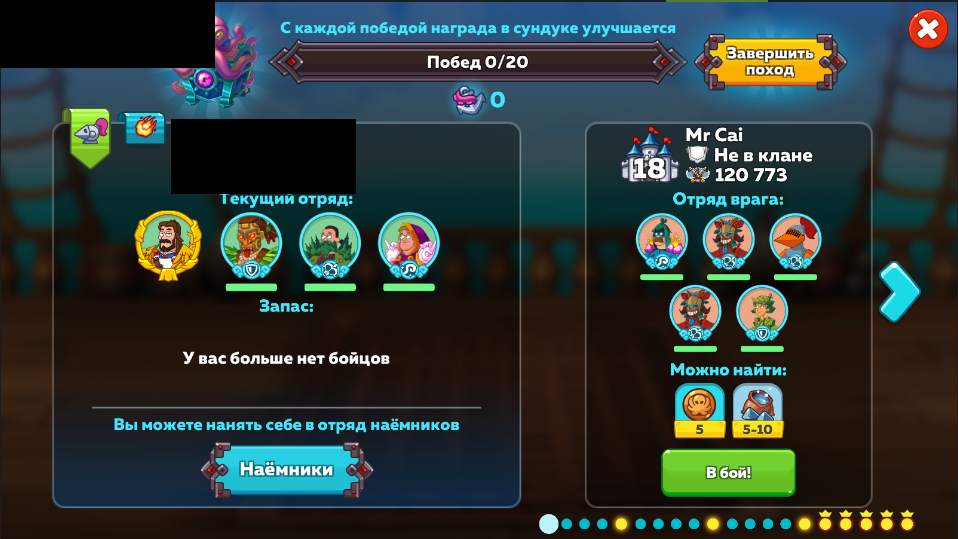 С каждой победой награда в сундуке улучшается
Побед 0/20
Завершить
поход
0
Mr Cai
18
Не в клане
120 773
Текущий отряд:
Отряд врага:
Запас:
У вас больше нет бойцов
Можно найти:
5
5-10
Вы можете нанять себе в отряд наёмников
Наёмники
В бой!